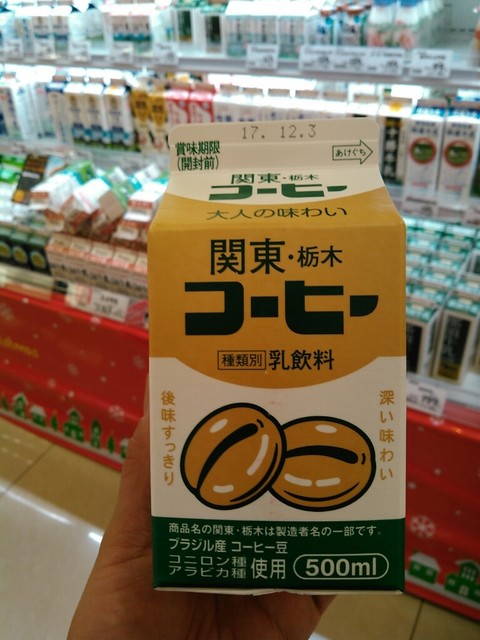 17. 12.3
賞味期限
(開封前)
あけぐち
関東・栃木
コーヒー
大人の味わい
関東・栃木
コーヒー
種類別 乳飲料
後味すっきり
深い味わい
商品名の関東・栃木は製造者名の一部です。
ブラジル産 コーヒー豆
コニロン種
アラビカ種 使用 500ml